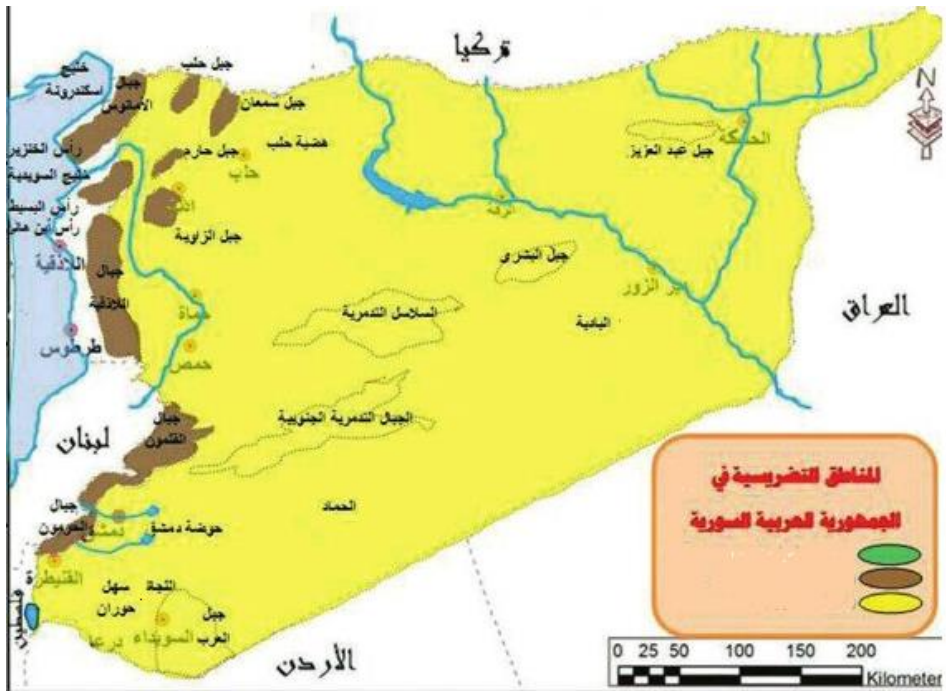 تركيا
خليج
اسكندرونة
جبال
الأمانوس
جبل حلب
جبل سمعان
هضبة حلب
جبل حارم
حلب
رأس الخنزير
خليج السويدية
رأس البسيط
رأس ابن هانئ
اللاذقية
جبال
اللاذقية
ادلب
جبل الزاوية
طرطوس
حماة
حمص
جبل عبد العزيز
الحسكة
الرقة
جبل البشري
دير الزور
السلاسل التدمرية
البادية
العراق
الجبال التدمرية الجنوبية
جبال
القلمون
لبنان
الحماد
جبال
الحرمون
دمشق
حوضة دمشق
القنيطرة
فلسطين
اللجاة
سهل
حوران
جبل
العرب
السويداء
درعا
الأردن
N
المناطق التضريسية في
الجمهورية العربية السورية
0 25 50 100 150 200
Kilometer